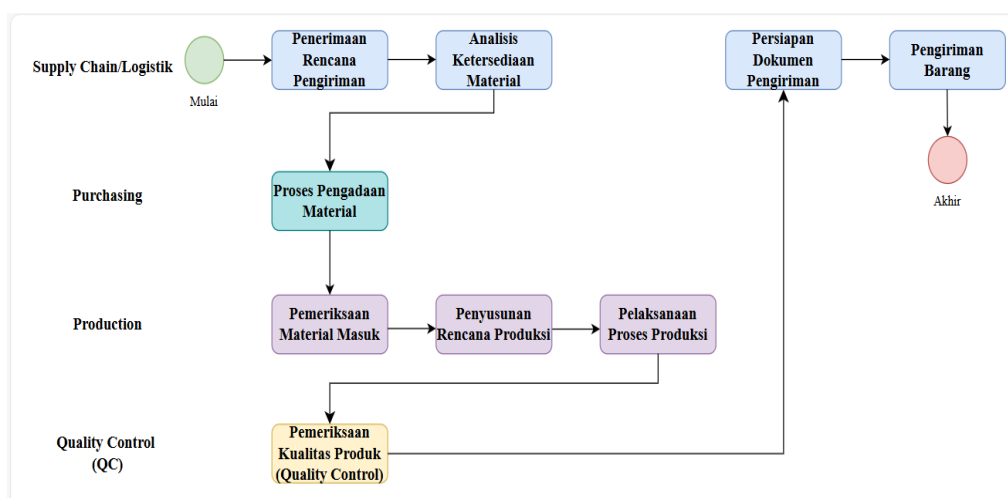 Supply Chain/Logistik
Mulai
Penerimaan
Rencana
Pengiriman
Analisis
Ketersediaan
Material
Persiapan
Dokumen
Pengiriman
Pengiriman
Barang
Akhir
Purchasing
Proses Pengadaan
Material
Production
Pemeriksaan
Material Masuk
Penyusunan
Rencana Produksi
Pelaksanaan
Proses Produksi
Quality Control
(QC)
Pemeriksaan
Kualitas Produk
(Quality Control)